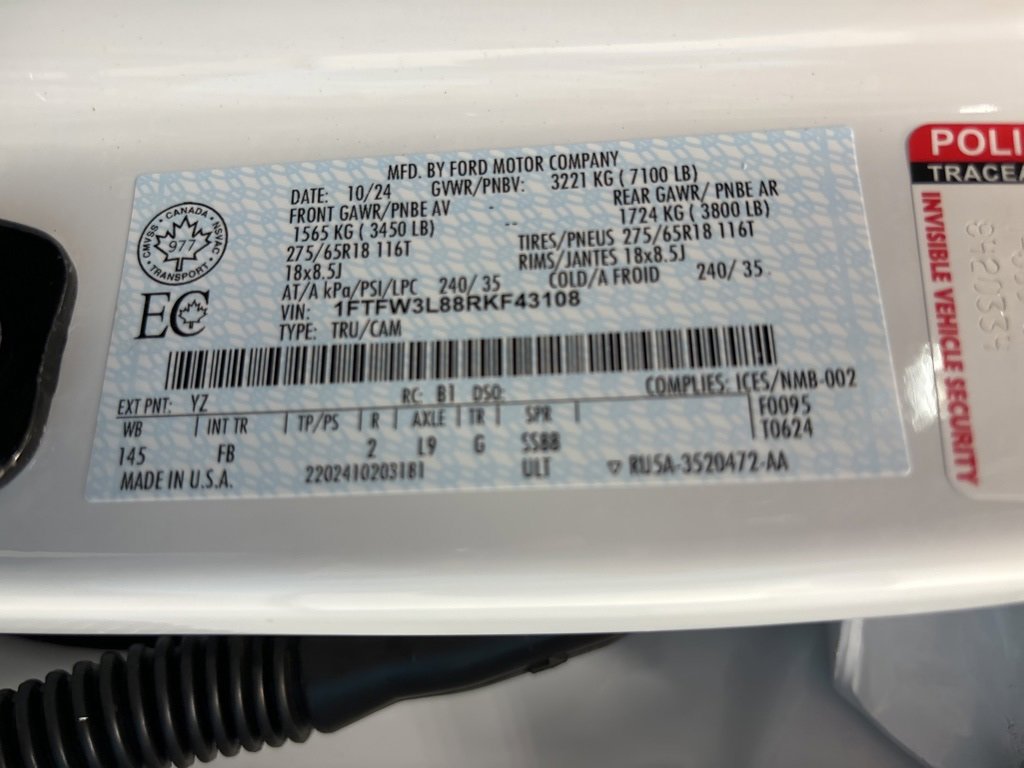 MFD. BY FORD MOTOR COMPANY
DATE: 10/24 GVWR/PNBV: 3221 KG ( 7100 LB)
FRONT GAWR/PNBE AV REAR GAWR/ PNBE AR
1565 KG ( 3450 LB) -- 1724 KG ( 3800 LB)
275/65R18 116T TIRES/PNEUS 275/65R18 116T
18x8.5J RIMS/JANTES 18x8.5J
AT/A kPa/PSI/LPC 240/ 35 COLD/A FROID 240/ 35
VIN: 1FTFW3L88RKF43108
TYPE: TRU/CAM
CMVSS · CANADA · NSVAC
977
TRANSPORT
EC
COMPLIES: ICES/NMB-002
EXT PNT: YZ RC: B1 DSO:
WB | INT TR | TP/PS | R | AXLE | TR | SPR | F0095
145 FB 2 L9 G SSBB T0624
MADE IN U.S.A. 2202410203181 ULT RU5A-3520472-AA
POLI
TRACEA
INVISIBLE VEHICLE SECURITY